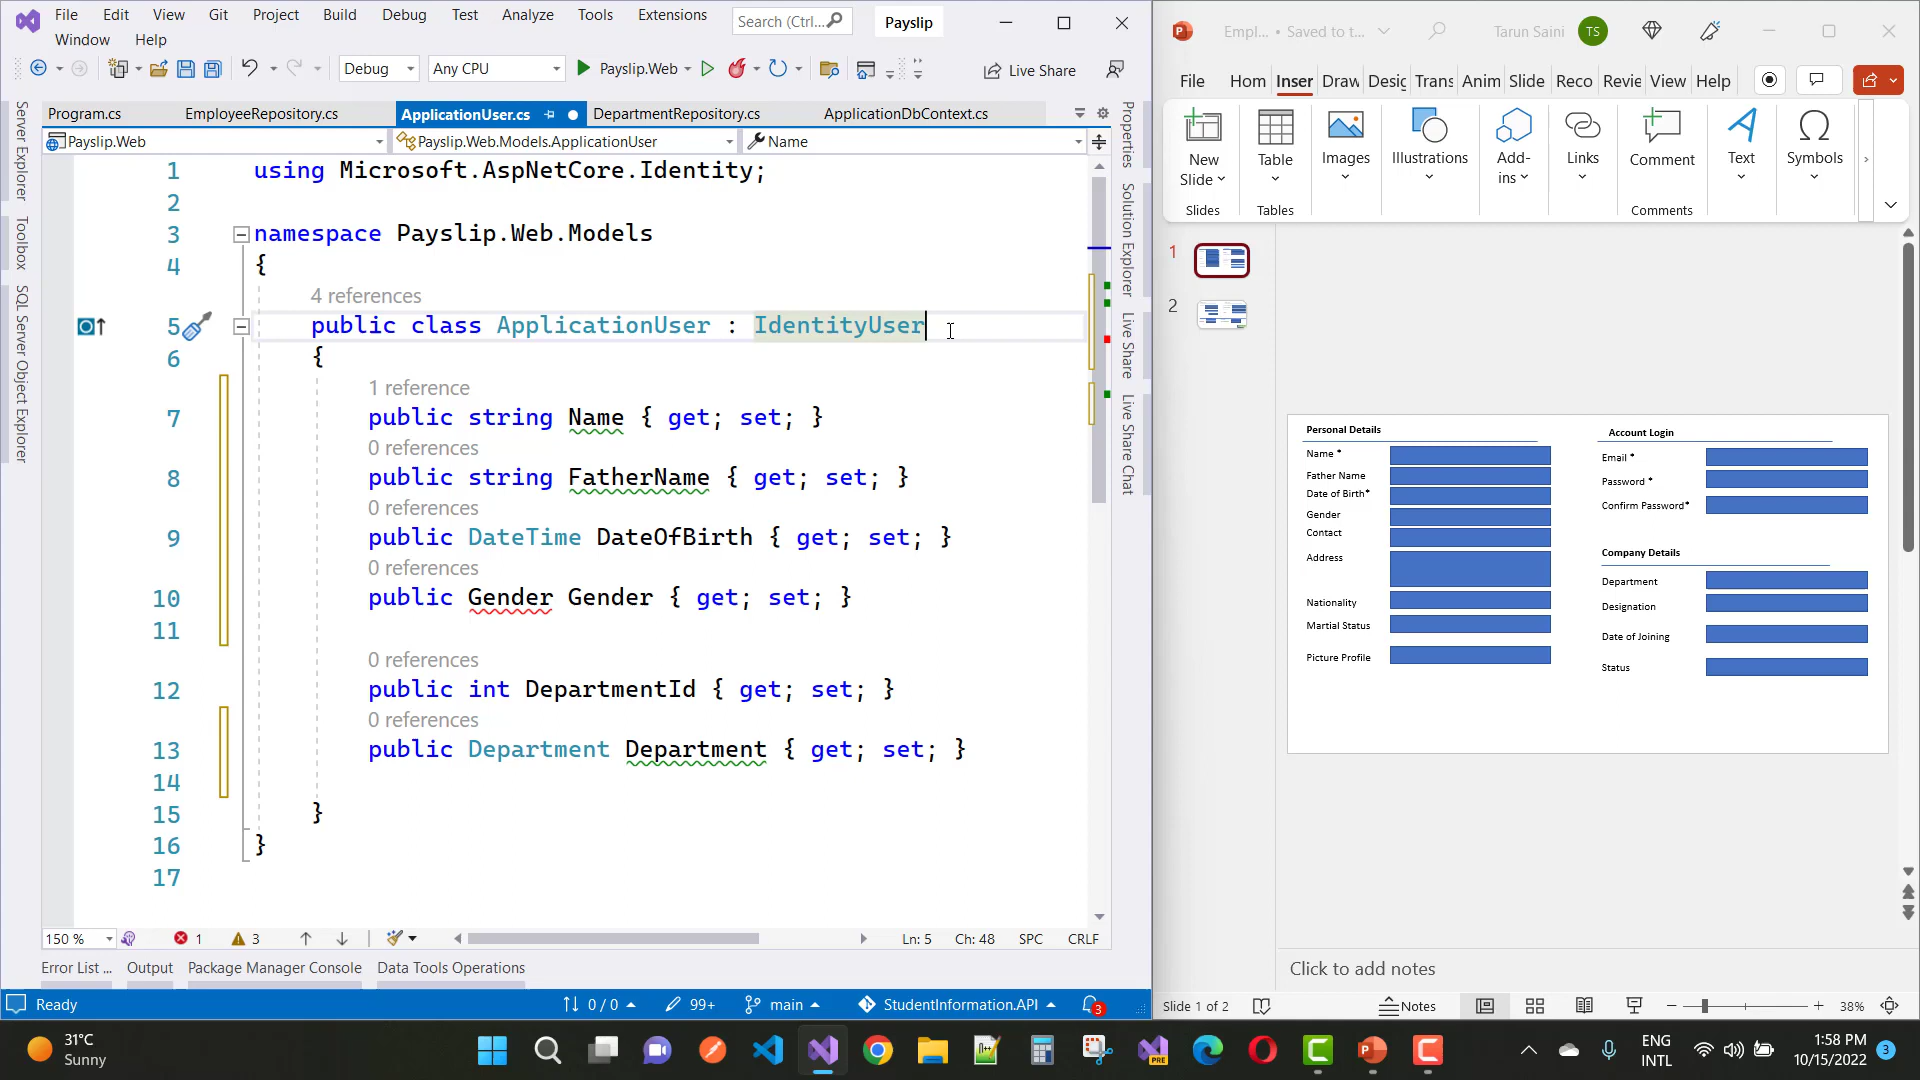 File Edit View Git Project Build Debug Test Analyze Tools Extensions
Window Help
Search (Ctrl...
Payslip
Debug Any CPU Payslip.Web Live Share
Program.cs EmployeeRepository.cs ApplicationUser.cs DepartmentRepository.cs ApplicationDbContext.cs
Payslip.Web Payslip.Web.Models.ApplicationUser Name
Server Explorer
Toolbox
SQL Server Object Explorer
1 using Microsoft.AspNetCore.Identity;
2
3 namespace Payslip.Web.Models
4 {
4 references
5 public class ApplicationUser : IdentityUser
6 {
1 reference
7 public string Name { get; set; }
0 references
8 public string FatherName { get; set; }
0 references
9 public DateTime DateOfBirth { get; set; }
0 references
10 public Gender Gender { get; set; }
11
0 references
12 public int DepartmentId { get; set; }
0 references
13 public Department Department { get; set; }
14
15 }
16 }
17
Properties
Solution Explorer
Live Share
Live Share Chat
150 % 1 3 Ln: 5 Ch: 48 SPC CRLF
Error List ... Output Package Manager Console Data Tools Operations
Ready 0 / 0 99+ main StudentInformation.API 3
Empl... • Saved to t... Tarun Saini TS
File Hom Inser Draw Desig Trans Anim Slide Reco Revie View Help
New
Slide
Table
Images
Illustrations
Add-
ins
Links
Comment
Text
Symbols
Slides Tables Comments
1
2
Personal Details
Name *
Father Name
Date of Birth*
Gender
Contact
Address
Nationality
Martial Status
Picture Profile
Account Login
Email *
Password *
Confirm Password*
Company Details
Department
Designation
Date of Joining
Status
Click to add notes
Slide 1 of 2 Notes 38%
31°C
Sunny
PRE
ENG
INTL
1:58 PM
10/15/2022
3